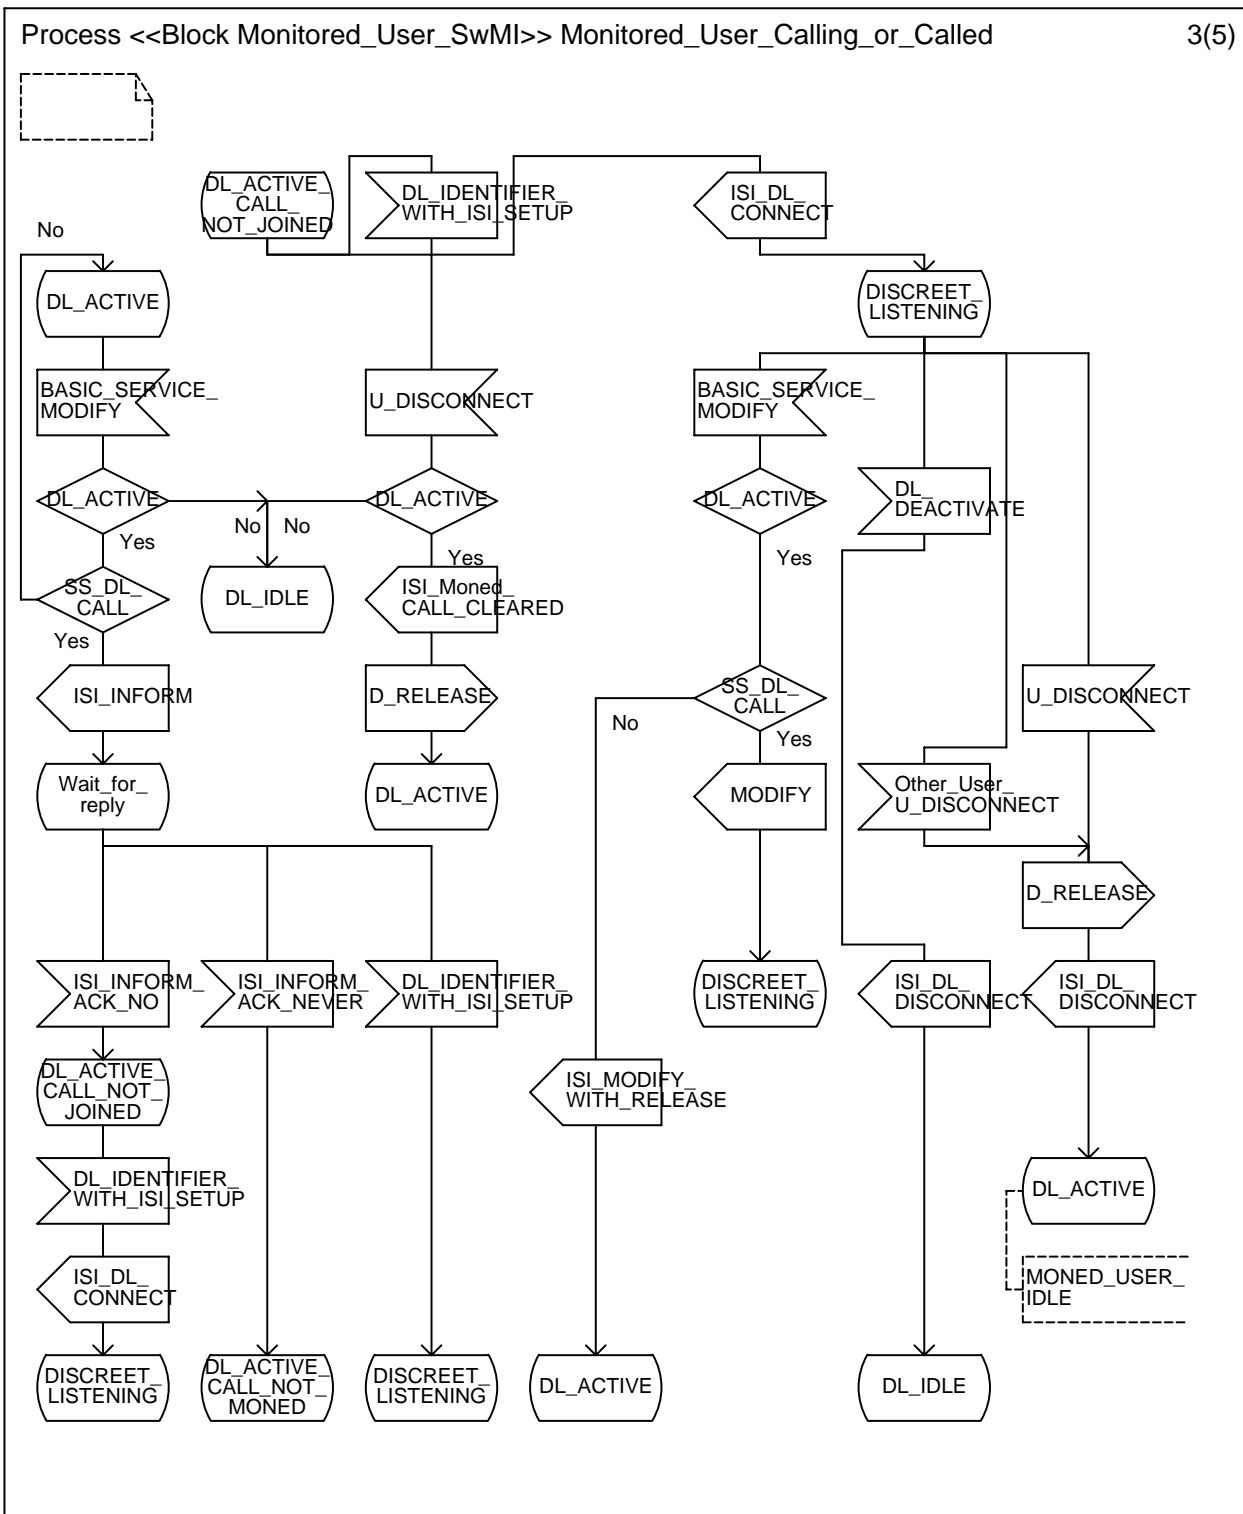 Process <<Block Monitored_User_SwMI>> Monitored_User_Calling_or_Called
3(5)
DL_ACTIVE_
CALL_
NOT_JOINED
DL_IDENTIFIER_
WITH_ISI_SETUP
ISI_DL_
CONNECT
No
DL_ACTIVE
DISCREET_
LISTENING
BASIC_SERVICE_
MODIFY
U_DISCONNECT
BASIC_SERVICE_
MODIFY
DL_ACTIVE
DL_ACTIVE
DL_ACTIVE
DL_
DEACTIVATE
No
No
Yes
Yes
Yes
SS_DL_
CALL
DL_IDLE
ISI_Moned_
CALL_CLEARED
Yes
ISI_INFORM
D_RELEASE
SS_DL_
CALL
U_DISCONNECT
No
Yes
Wait_for_
reply
DL_ACTIVE
MODIFY
Other_User_
U_DISCONNECT
D_RELEASE
ISI_INFORM_
ACK_NO
ISI_INFORM_
ACK_NEVER
DL_IDENTIFIER_
WITH_ISI_SETUP
DISCREET_
LISTENING
ISI_DL_
DISCONNECT
ISI_DL_
DISCONNECT
DL_ACTIVE_
CALL_NOT_
JOINED
ISI_MODIFY_
WITH_RELEASE
DL_IDENTIFIER_
WITH_ISI_SETUP
DL_ACTIVE
ISI_DL_
CONNECT
MONED_USER_
IDLE
DISCREET_
LISTENING
DL_ACTIVE_
CALL_NOT_
MONED
DISCREET_
LISTENING
DL_ACTIVE
DL_IDLE